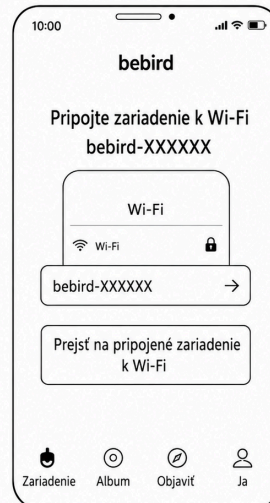 10:00
bebird
Pripojte zariadenie k Wi-Fi
bebird-XXXXXX
Wi-Fi
Wi-Fi
bebird-XXXXXX
Prejsť na pripojené zariadenie
k Wi-Fi
Zariadenie Album Objaviť Ja